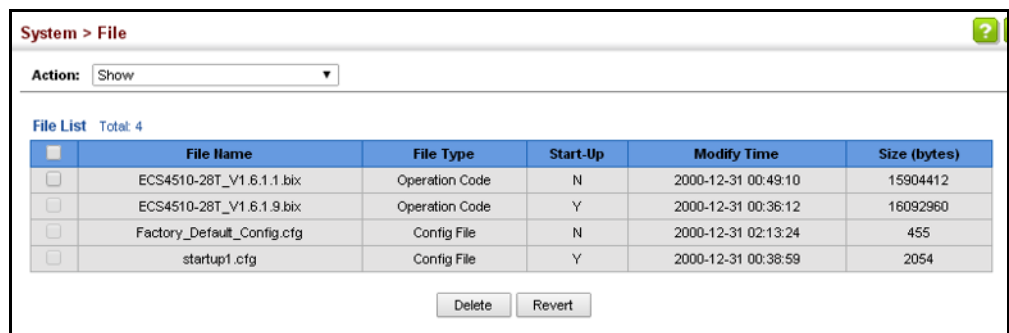 System > File
?
Action: Show
File List Total: 4
File Name File Type Start-Up Modify Time Size (bytes)
ECS4510-28T_V1.6.1.1.bix Operation Code N 2000-12-31 00:49:10 15904412
ECS4510-28T_V1.6.1.9.bix Operation Code Y 2000-12-31 00:36:12 16092960
Factory_Default_Config.cfg Config File N 2000-12-31 02:13:24 455
startup1.cfg Config File Y 2000-12-31 00:38:59 2054
Delete Revert